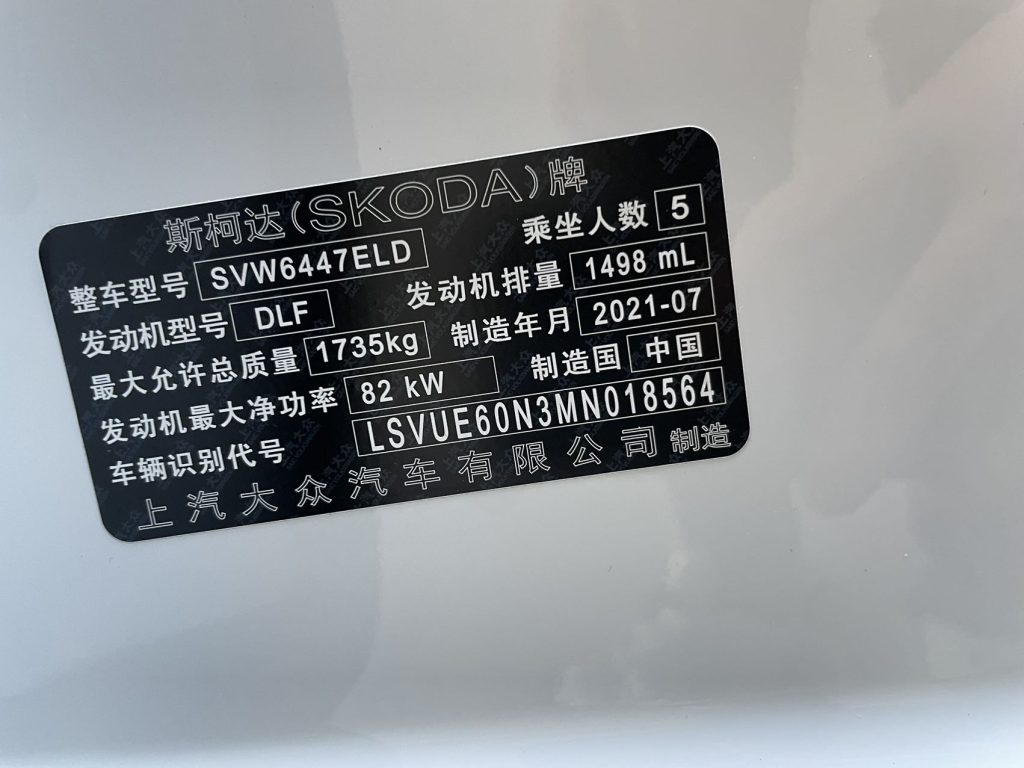 斯柯达(SKODA)牌
整车型号 SVW6447ELD 乘坐人数 5
发动机型号 DLF 发动机排量 1498 mL
最大允许总质量 1735kg 制造年月 2021-07
发动机最大净功率 82 kW 制造国 中国
车辆识别代号 LSVUE60N3MN018564
上汽大众汽车有限公司 制造